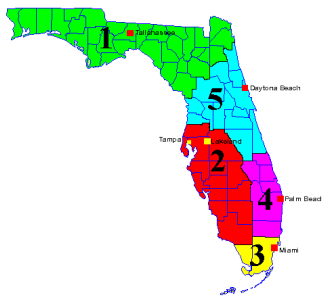 1
Tallahassee
5
Daytona Beach
Tampa
Lakeland
2
4
Palm Beach
3
Miami